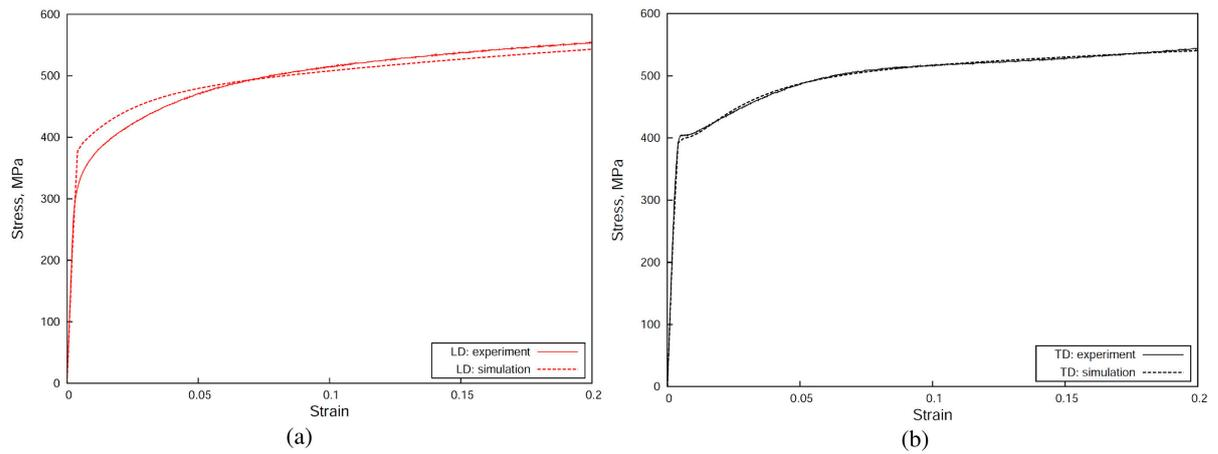 600
500
400
300
200
100
0
Stress, MPa
0
0.05
0.1
0.15
0.2
Strain
LD: experiment
LD: simulation
(a)
600
500
400
300
200
100
0
Stress, MPa
0
0.05
0.1
0.15
0.2
Strain
TD: experiment
TD: simulation
(b)